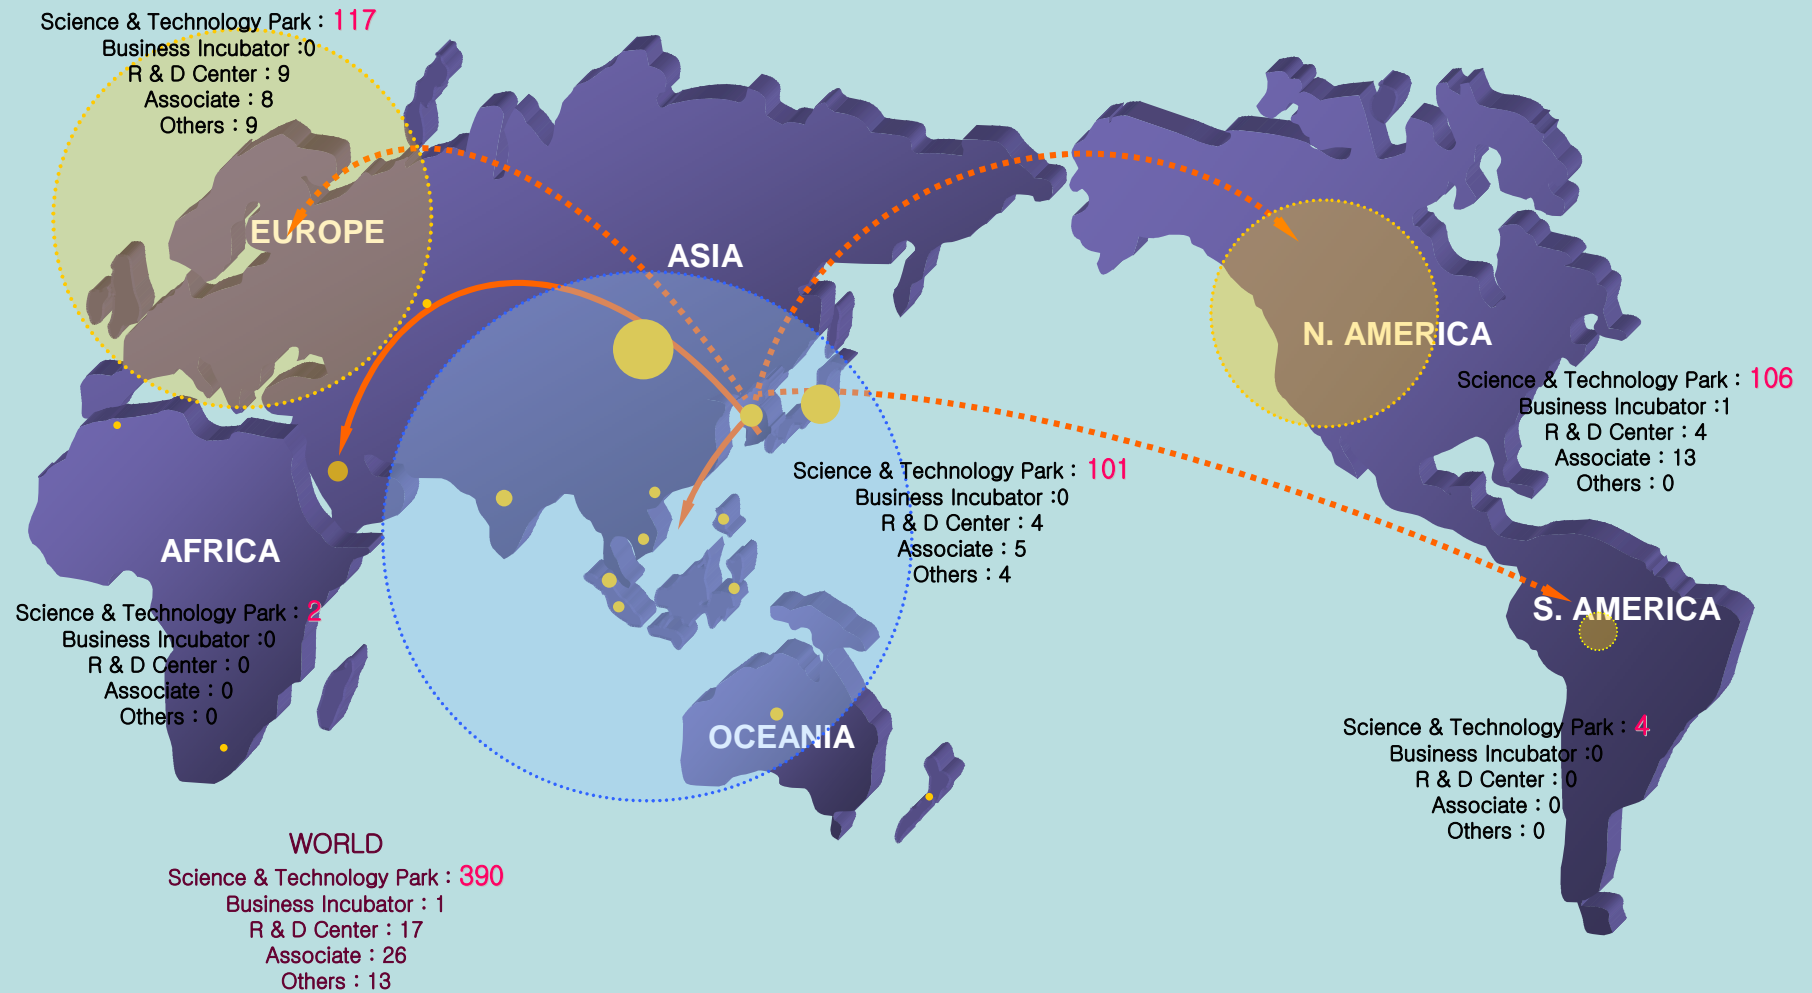 Science & Technology Park : 117
Business Incubator :0
R & D Center : 9
Associate : 8
Others : 9
EUROPE
ASIA
N. AMERICA
Science & Technology Park : 106
Business Incubator :1
R & D Center : 4
Associate : 13
Others : 0
Science & Technology Park : 101
Business Incubator :0
R & D Center : 4
Associate : 5
Others : 4
AFRICA
Science & Technology Park : 2
Business Incubator :0
R & D Center : 0
Associate : 0
Others : 0
S. AMERICA
OCEANIA
Science & Technology Park : 4
Business Incubator :0
R & D Center : 0
Associate : 0
Others : 0
WORLD
Science & Technology Park : 390
Business Incubator : 1
R & D Center : 17
Associate : 26
Others : 13